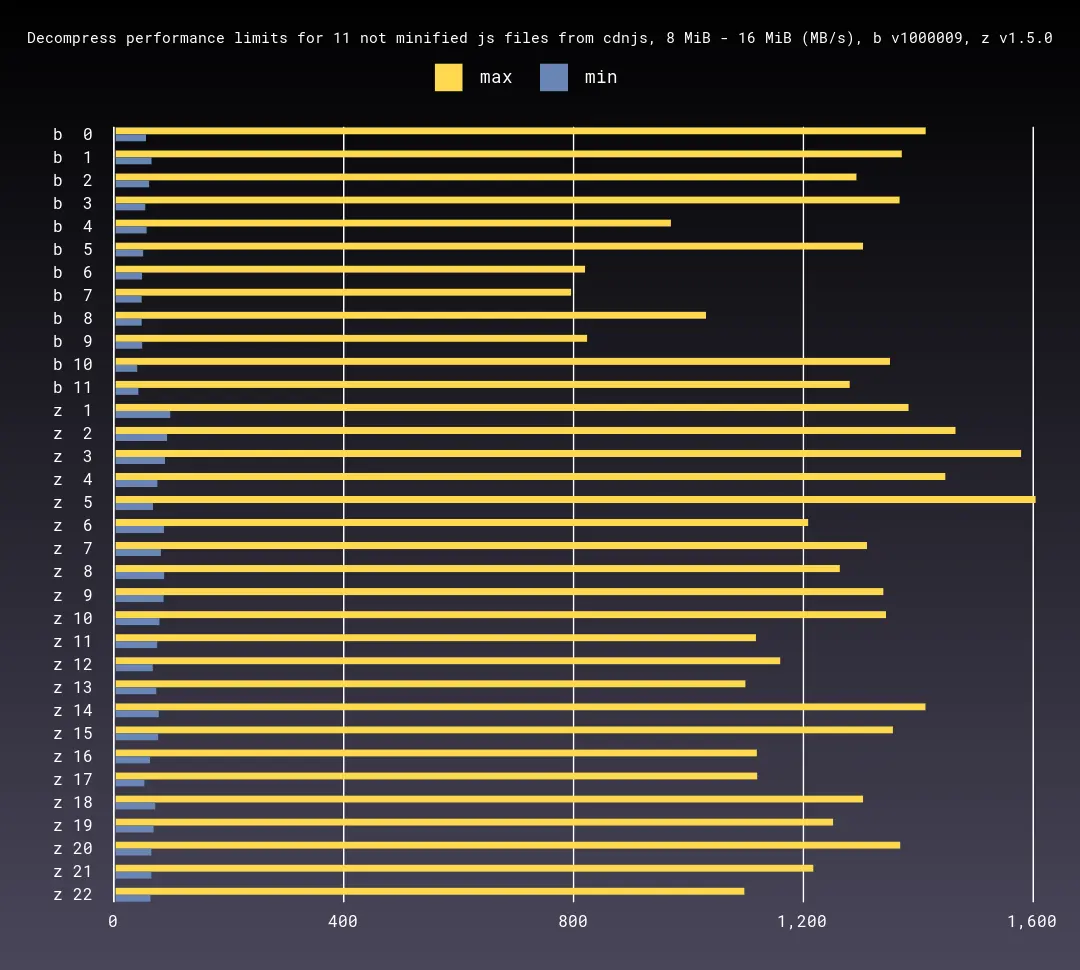 Decompress performance limits for 11 not minified js files from cdnjs, 8 MiB - 16 MiB (MB/s), b v1000009, z v1.5.0
max min
b 0
b 1
b 2
b 3
b 4
b 5
b 6
b 7
b 8
b 9
b 10
b 11
z 1
z 2
z 3
z 4
z 5
z 6
z 7
z 8
z 9
z 10
z 11
z 12
z 13
z 14
z 15
z 16
z 17
z 18
z 19
z 20
z 21
z 22
0 400 800 1,200 1,600